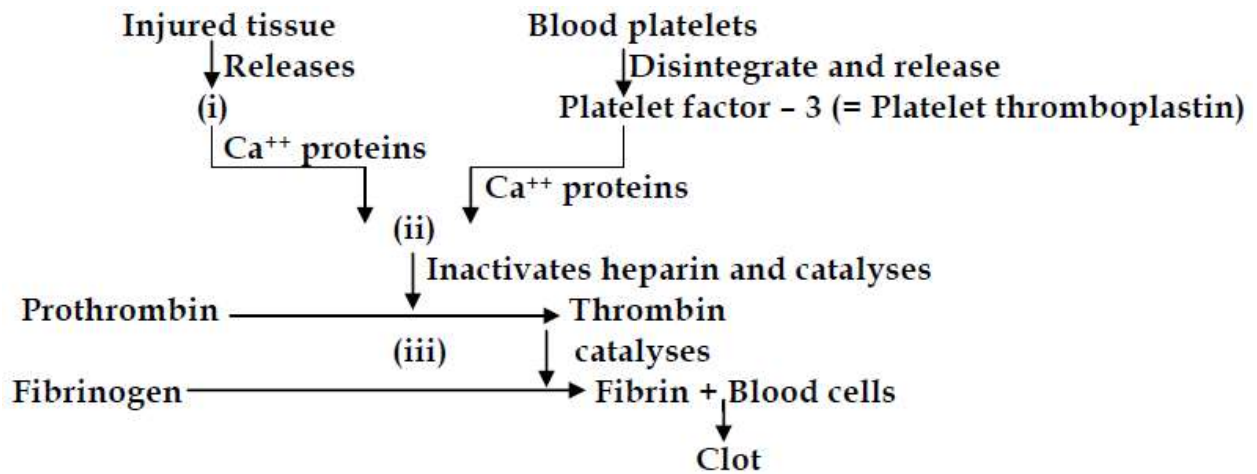 Injured tissue
Blood platelets
Releases
Disintegrate and release
(i)
Platelet factor – 3 (= Platelet thromboplastin)
Ca++ proteins
Ca++ proteins
(ii)
Inactivates heparin and catalyses
Prothrombin
Thrombin
(iii)
catalyses
Fibrinogen
Fibrin + Blood cells
Clot